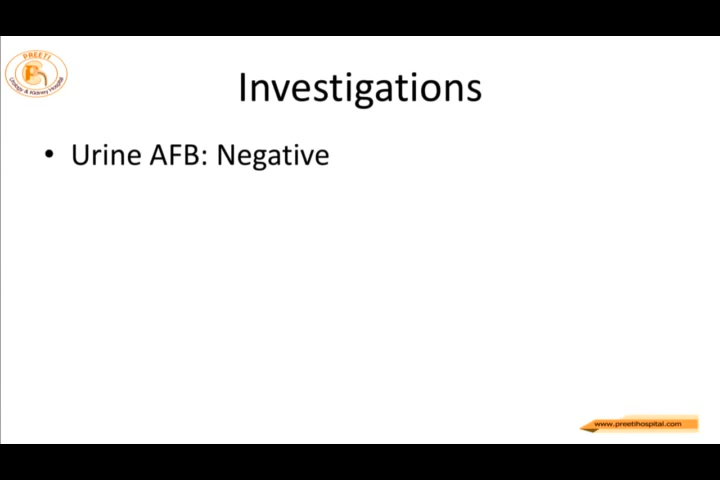 PREETI
Urology & Kidney Hospital
Investigations
• Urine AFB: Negative
www.preetihospital.com